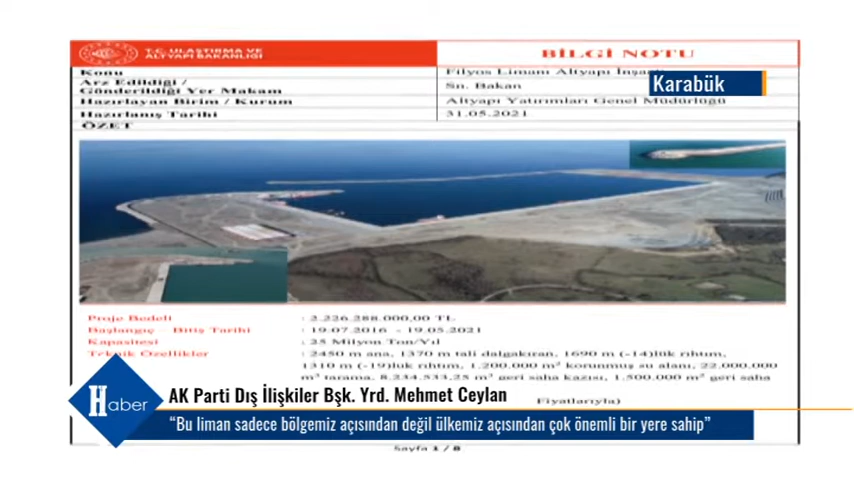 T.C. ULAŞTIRMA VE
ALTYAPI BAKANLIĞI
BİLGİ NOTU
Konu
Filyos Limanı Altyapı
Karabük
Arz Edildiği /
Gönderildiği Yer Makam
Sn. Bakan
Hazırlayan Birim / Kurum
Altyapı Yatırımları Genel Müdürlüğü
Hazırlanış Tarihi
31.05.2021
ÖZET
Proje Bedeli : 2.226.288.000,00 TL
Başlangıç – Bitiş Tarihi : 19.07.2016 - 19.05.2021
Kapasitesi : 25 Milyon Ton/Yıl
Teknik Özellikler : 2450 m ana, 1370 m tali dalgakıran, 1690 m (-14)lük rıhtım,
1310 m (-19)luk rıhtım, 1.200.000 m² korunmuş su alanı, 22.000.000
m³ tarama, 8.234.533,25 m³ geri saha kazısı, 1.500.000 m² geri saha
Fiyatlarıyla)
Haber
AK Parti Dış İlişkiler Bşk. Yrd. Mehmet Ceylan
“Bu liman sadece bölgemiz açısından değil ülkemiz açısından çok önemli bir yere sahip”
Sayfa 1 / 8